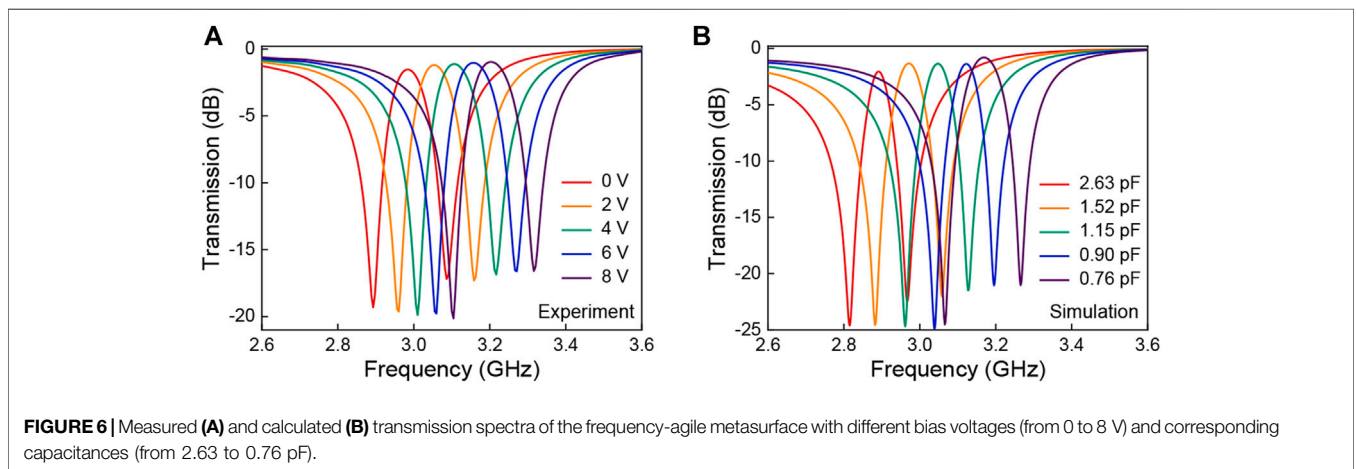 A
B
0
-5
-10
-15
-20
Transmission (dB)
0 V
2 V
4 V
6 V
8 V
Experiment
2.6 2.8 3.0 3.2 3.4 3.6
Frequency (GHz)
0
-5
-10
-15
-20
-25
Transmission (dB)
2.63 pF
1.52 pF
1.15 pF
0.90 pF
0.76 pF
Simulation
2.6 2.8 3.0 3.2 3.4 3.6
Frequency (GHz)
FIGURE 6 | Measured (A) and calculated (B) transmission spectra of the frequency-agile metasurface with different bias voltages (from 0 to 8 V) and corresponding
capacitances (from 2.63 to 0.76 pF).